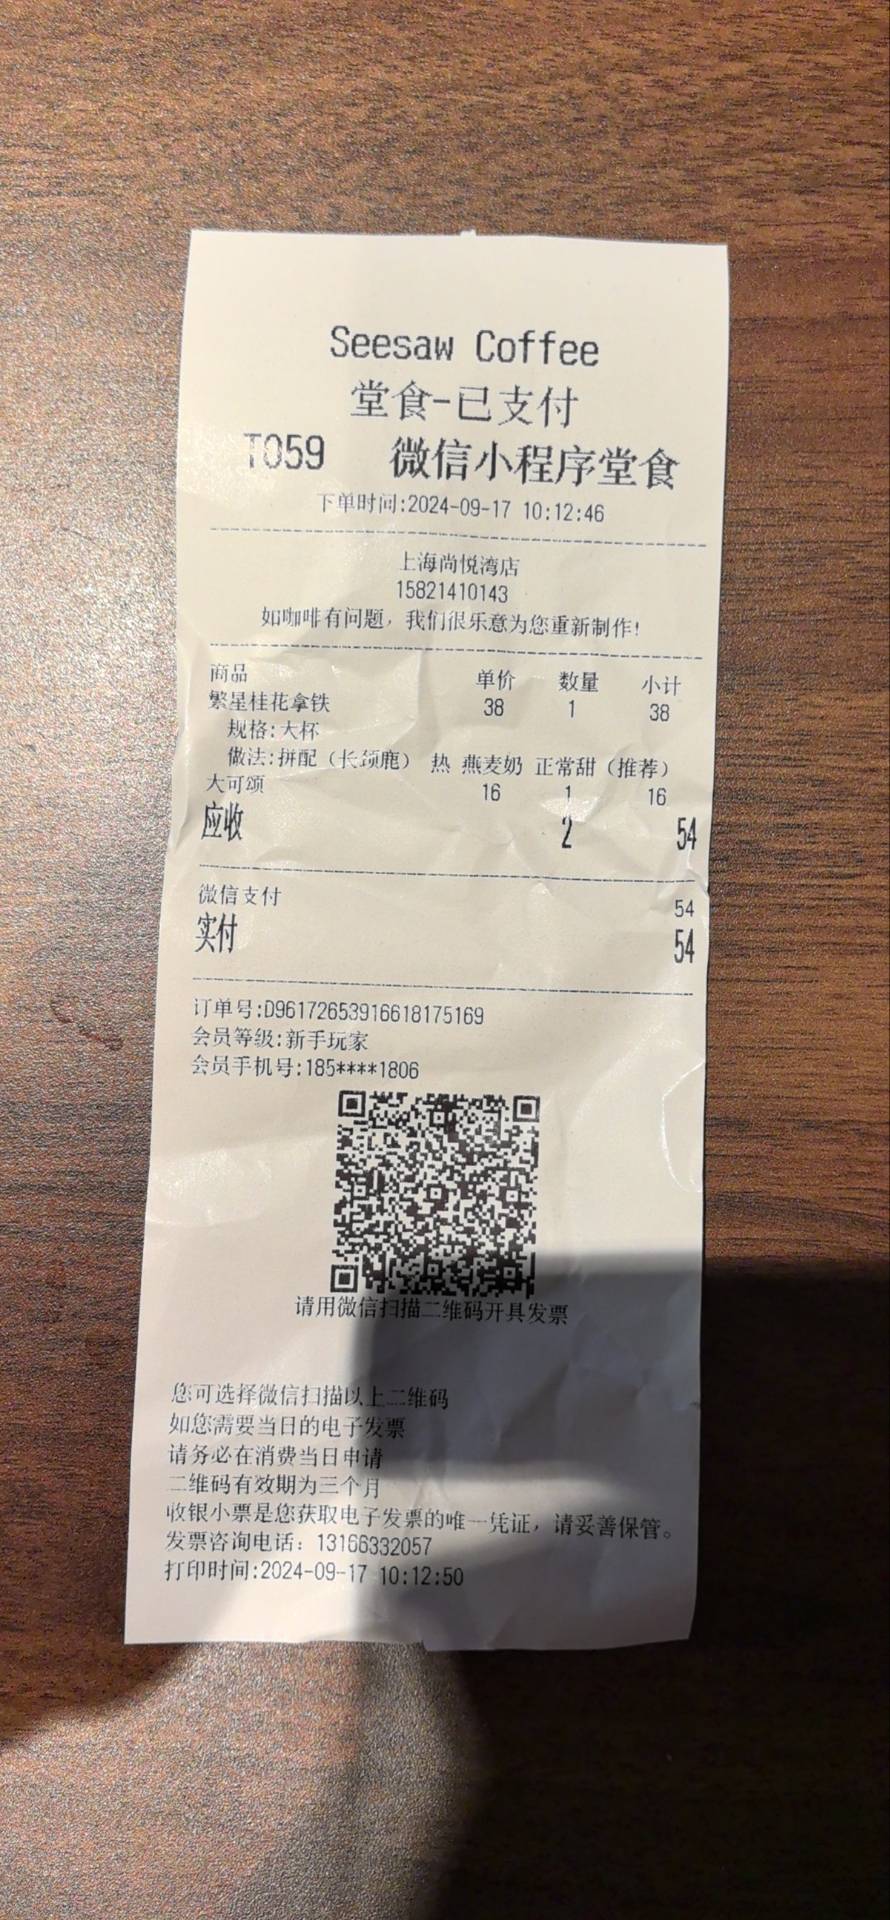 Seesaw Coffee
堂食-已支付
T059 微信小程序堂食
下单时间:2024-09-17 10:12:46
上海尚悦湾店
15821410143
如咖啡有问题，我们很乐意为您重新制作!
商品 单价 数量 小计
繁星桂花拿铁 38 1 38
规格:大杯
做法:拼配（长颈鹿） 热 燕麦奶 正常甜（推荐）
大可颂 16 1 16
应收 2 54
微信支付 54
实付 54
订单号:D96172653916618175169
会员等级:新手玩家
会员手机号:185****1806
请用微信扫描二维码开具发票
您可选择微信扫描以上二维码
如您需要当日的电子发票
请务必在消费当日申请
二维码有效期为三个月
收银小票是您获取电子发票的唯一凭证，请妥善保管。
发票咨询电话：13166332057
打印时间:2024-09-17 10:12:50